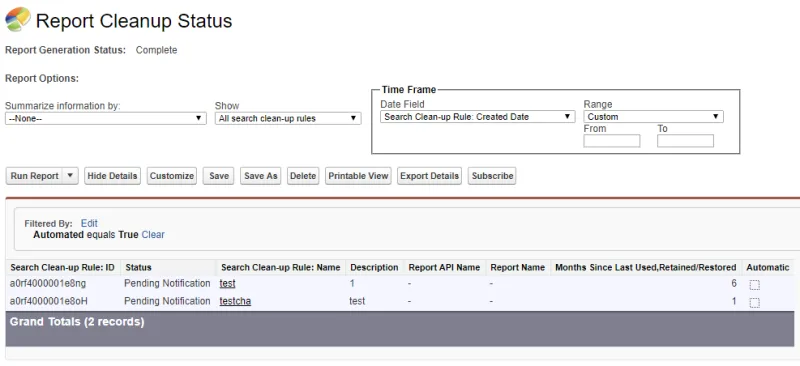 Report Cleanup Status
Report Generation Status: Complete
Report Options:
Summarize information by:
--None--
Show
All search clean-up rules
Time Frame
Date Field
Search Clean-up Rule: Created Date
Range
Custom
From To
Run Report Hide Details Customize Save Save As Delete Printable View Export Details Subscribe
Filtered By: Edit
Automated equals True Clear
Search Clean-up Rule: ID Status Search Clean-up Rule: Name Description Report API Name Report Name Months Since Last Used,Retained/Restored Automatic
a0rf4000001e8ng Pending Notification test 1 - - 6
a0rf4000001e8oH Pending Notification testcha test - - 1
Grand Totals (2 records)